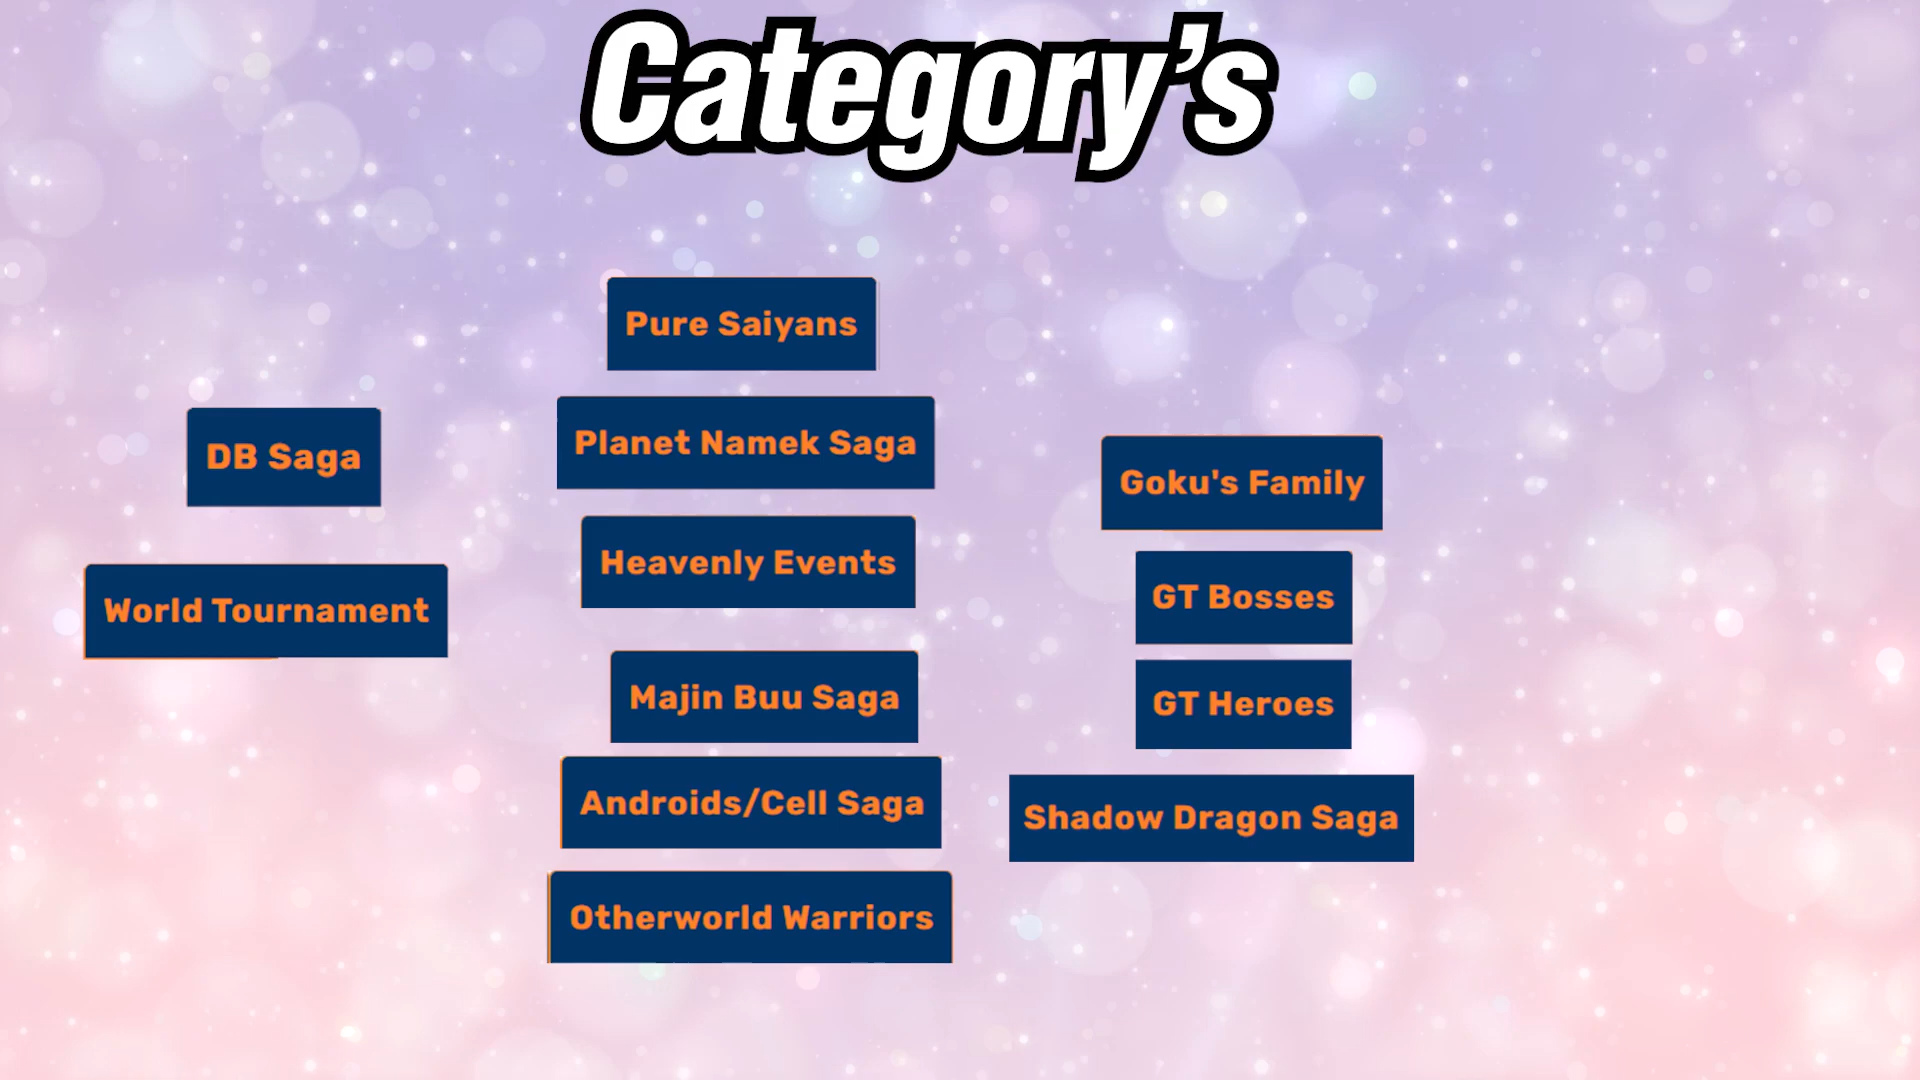 Category's
DB Saga
World Tournament
Pure Saiyans
Planet Namek Saga
Heavenly Events
Majin Buu Saga
Androids/Cell Saga
Otherworld Warriors
Goku's Family
GT Bosses
GT Heroes
Shadow Dragon Saga